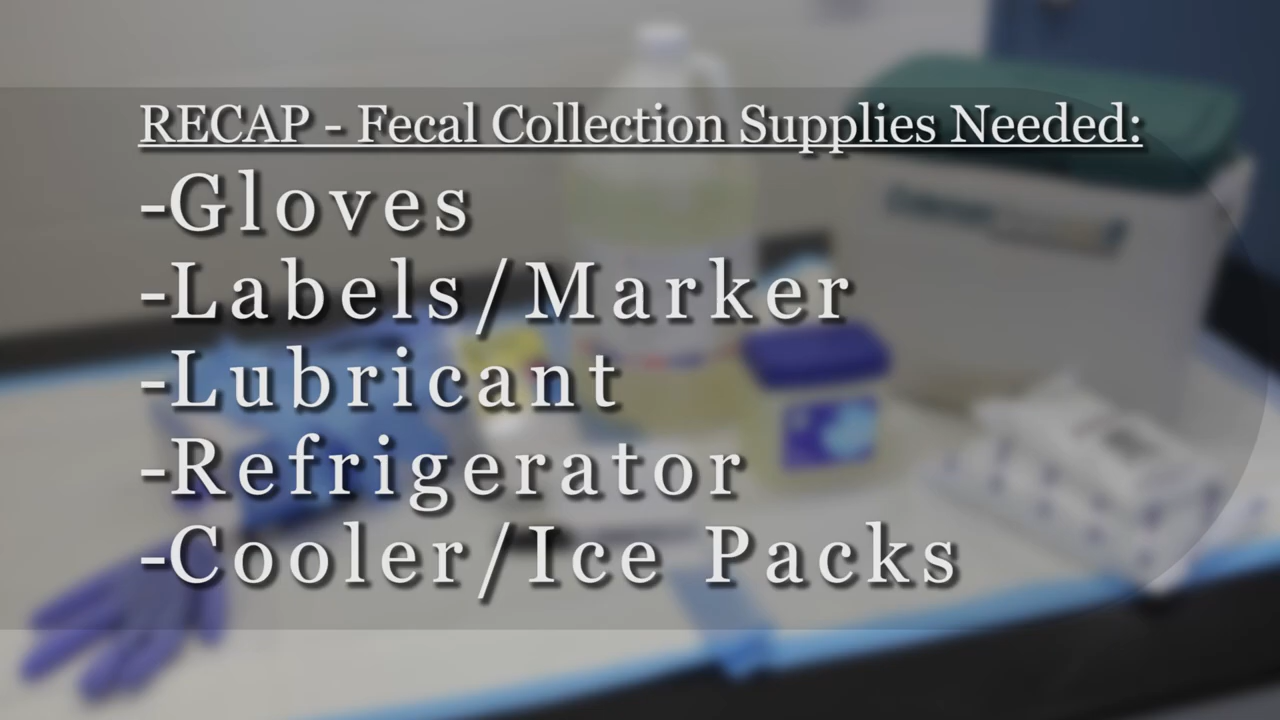 RECAP - Fecal Collection Supplies Needed:
-Gloves
-Labels/Marker
-Lubricant
-Refrigerator
-Cooler/Ice Packs